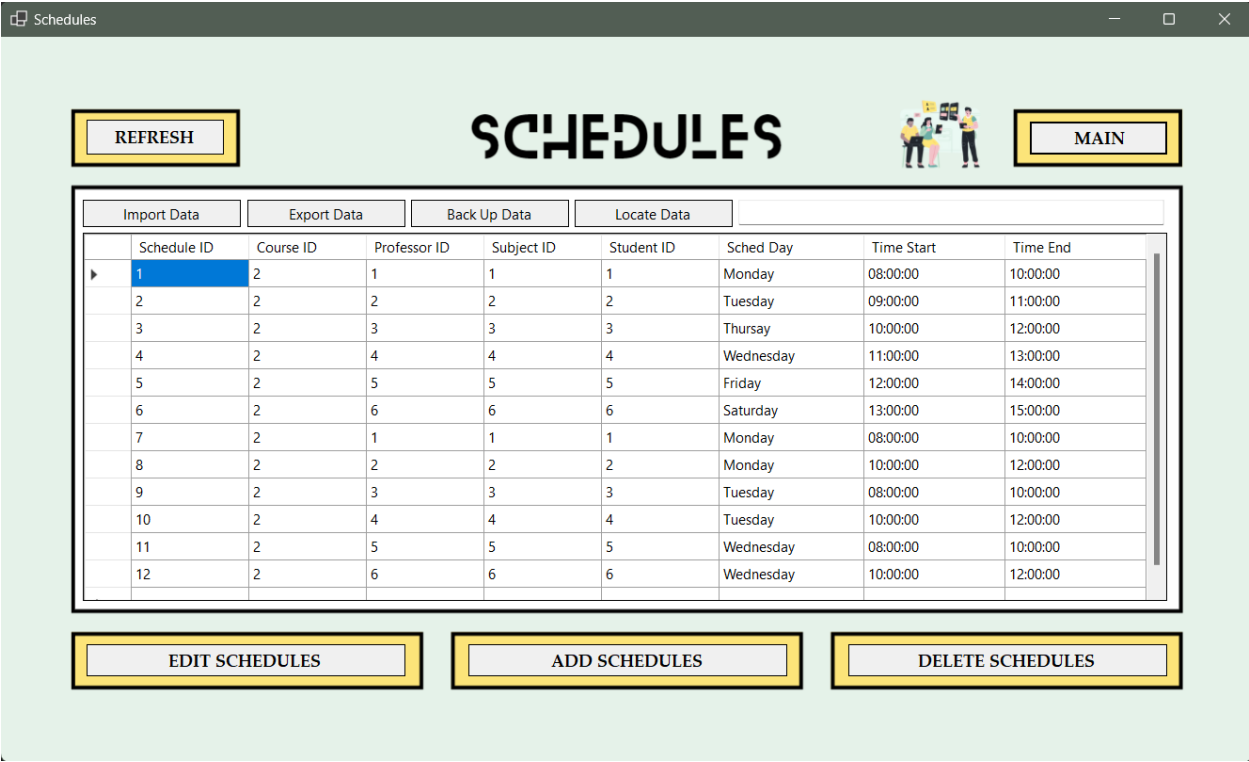 Schedules
REFRESH SCHEDULES MAIN
Import Data Export Data Back Up Data Locate Data
Schedule ID Course ID Professor ID Subject ID Student ID Sched Day Time Start Time End
1 2 1 1 1 Monday 08:00:00 10:00:00
2 2 2 2 2 Tuesday 09:00:00 11:00:00
3 2 3 3 3 Thursay 10:00:00 12:00:00
4 2 4 4 4 Wednesday 11:00:00 13:00:00
5 2 5 5 5 Friday 12:00:00 14:00:00
6 2 6 6 6 Saturday 13:00:00 15:00:00
7 2 1 1 1 Monday 08:00:00 10:00:00
8 2 2 2 2 Monday 10:00:00 12:00:00
9 2 3 3 3 Tuesday 08:00:00 10:00:00
10 2 4 4 4 Tuesday 10:00:00 12:00:00
11 2 5 5 5 Wednesday 08:00:00 10:00:00
12 2 6 6 6 Wednesday 10:00:00 12:00:00
EDIT SCHEDULES ADD SCHEDULES DELETE SCHEDULES